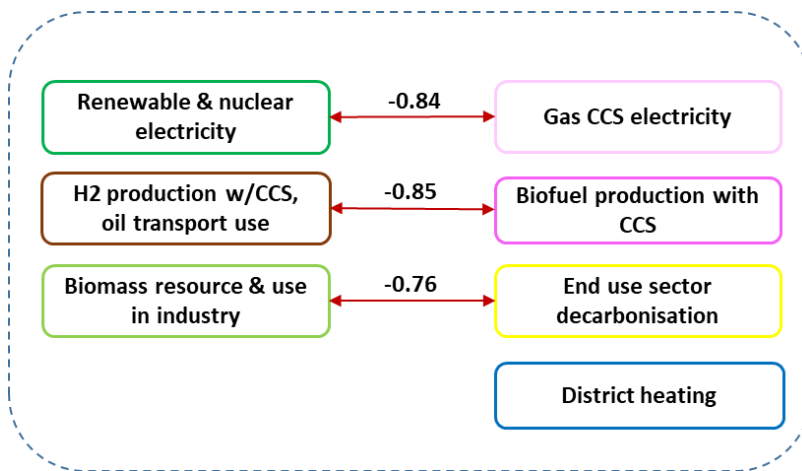 Renewable & nuclear
electricity
-0.84
Gas CCS electricity
H2 production w/CCS,
oil transport use
-0.85
Biofuel production with
CCS
Biomass resource & use
in industry
-0.76
End use sector
decarbonisation
District heating